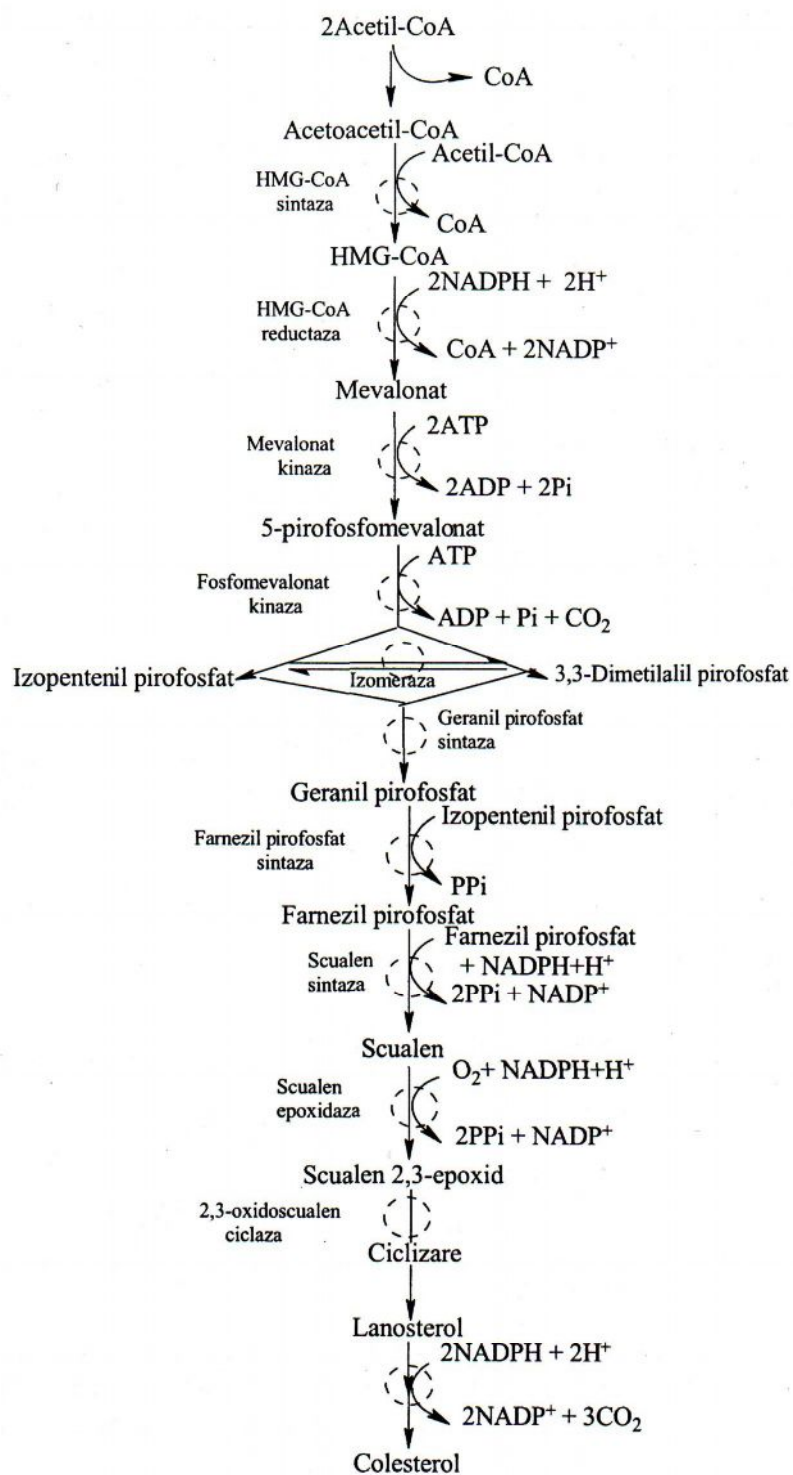 2Acetil-CoA
CoA
Acetoacetil-CoA
Acetil-CoA
HMG-CoA
sintaza
CoA
HMG-CoA
2NADPH + 2H⁺
HMG-CoA
reductaza
CoA + 2NADP⁺
Mevalonat
2ATP
Mevalonat
kinaza
2ADP + 2Pi
5-pirofosfomevalonat
ATP
Fosfomevalonat
kinaza
ADP + Pi + CO₂
Izopentenil pirofosfat
Izomeraza
3,3-Dimetilalil pirofosfat
Geranil pirofosfat
sintaza
Geranil pirofosfat
Izopentenil pirofosfat
Farnezil pirofosfat
sintaza
PPi
Farnezil pirofosfat
Farnezil pirofosfat
+ NADPH+H⁺
Scualen
sintaza
2PPi + NADP⁺
Scualen
O₂+ NADPH+H⁺
Scualen
epoxidaza
2PPi + NADP⁺
Scualen 2,3-epoxid
2,3-oxidoscualen
ciclaza
Ciclizare
Lanosterol
2NADPH + 2H⁺
2NADP⁺ + 3CO₂
Colesterol